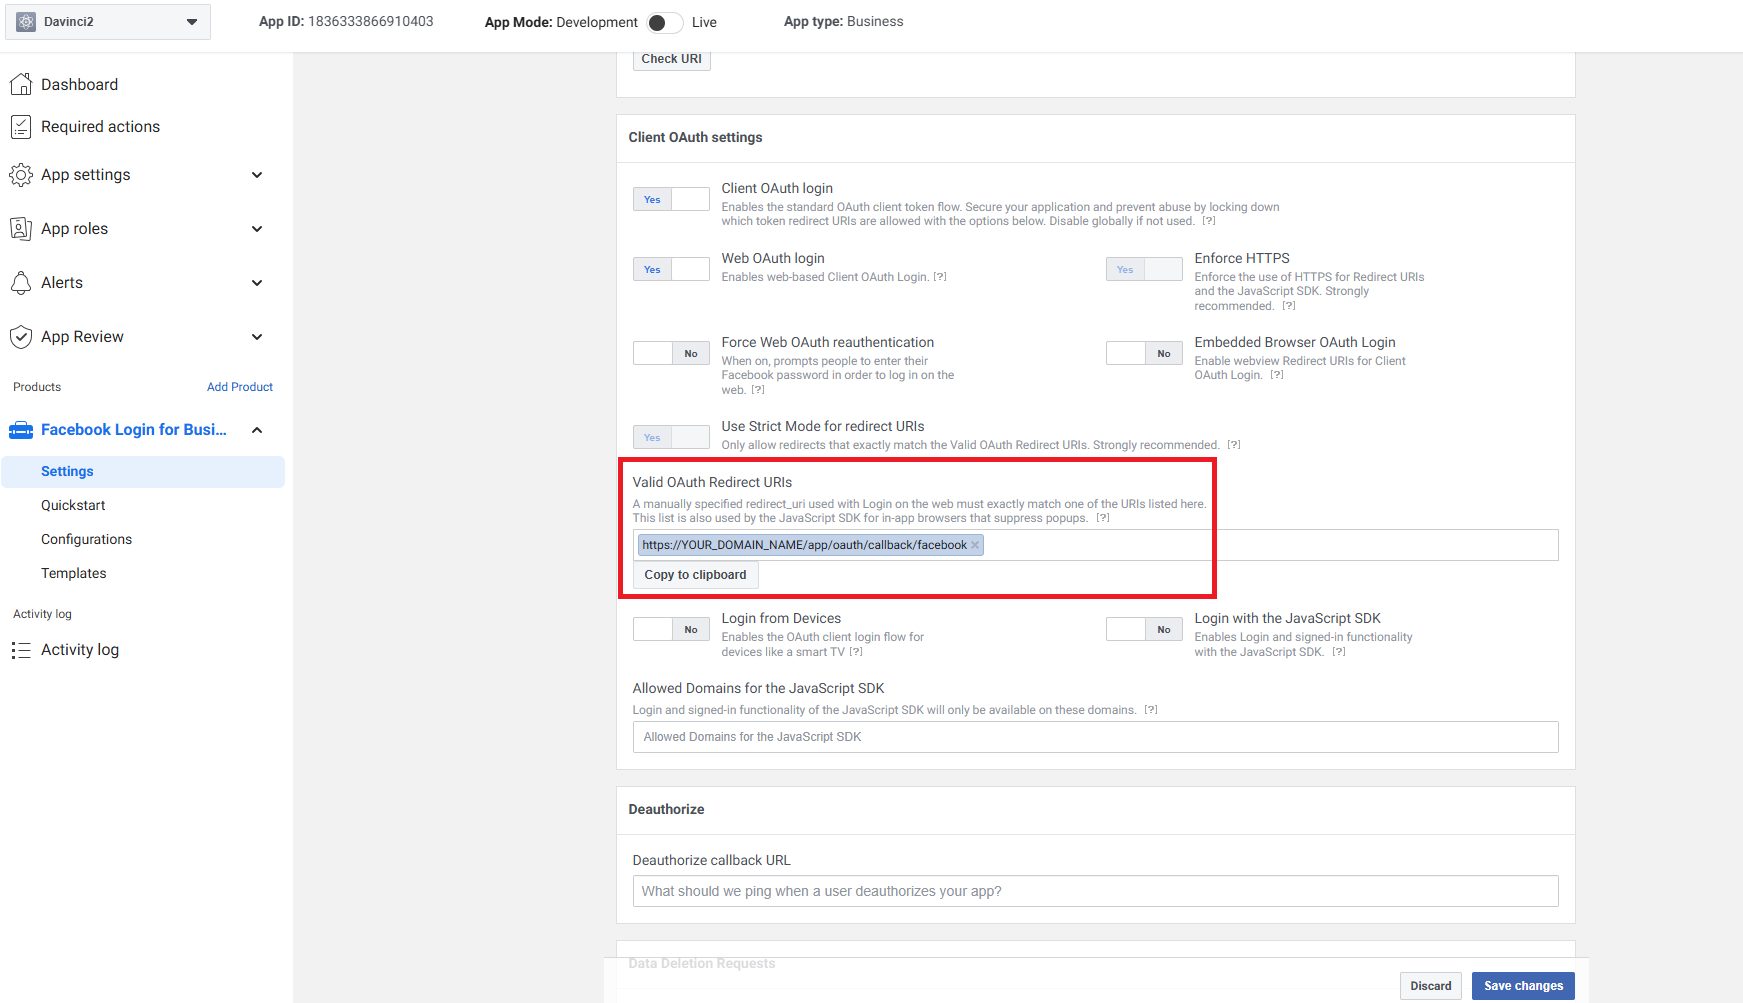 Davinci2
App ID: 1836333866910403
App Mode: Development
Live
App type: Business
Dashboard
Required actions
App settings
App roles
Alerts
App Review
Products
Add Product
Facebook Login for Busi...
Settings
Quickstart
Configurations
Templates
Activity log
Activity log
Check URI
Client OAuth settings
Yes
Client OAuth login
Enables the standard OAuth client token flow. Secure your application and prevent abuse by locking down
which token redirect URIs are allowed with the options below. Disable globally if not used. [?]
Yes
Web OAuth login
Enables web-based Client OAuth Login. [?]
Yes
Enforce HTTPS
Enforce the use of HTTPS for Redirect URIs
and the JavaScript SDK. Strongly
recommended. [?]
No
Force Web OAuth reauthentication
When on, prompts people to enter their
Facebook password in order to log in on the
web. [?]
No
Embedded Browser OAuth Login
Enable webview Redirect URIs for Client
OAuth Login. [?]
Yes
Use Strict Mode for redirect URIs
Only allow redirects that exactly match the Valid OAuth Redirect URIs. Strongly recommended. [?]
Valid OAuth Redirect URIs
A manually specified redirect_uri used with Login on the web must exactly match one of the URIs listed here.
This list is also used by the JavaScript SDK for in-app browsers that suppress popups. [?]
https://YOUR_DOMAIN_NAME/app/oauth/callback/facebook ×
Copy to clipboard
No
Login from Devices
Enables the OAuth client login flow for
devices like a smart TV [?]
No
Login with the JavaScript SDK
Enables Login and signed-in functionality
with the JavaScript SDK. [?]
Allowed Domains for the JavaScript SDK
Login and signed-in functionality of the JavaScript SDK will only be available on these domains. [?]
Allowed Domains for the JavaScript SDK
Deauthorize
Deauthorize callback URL
What should we ping when a user deauthorizes your app?
Data Deletion Requests
Discard
Save changes